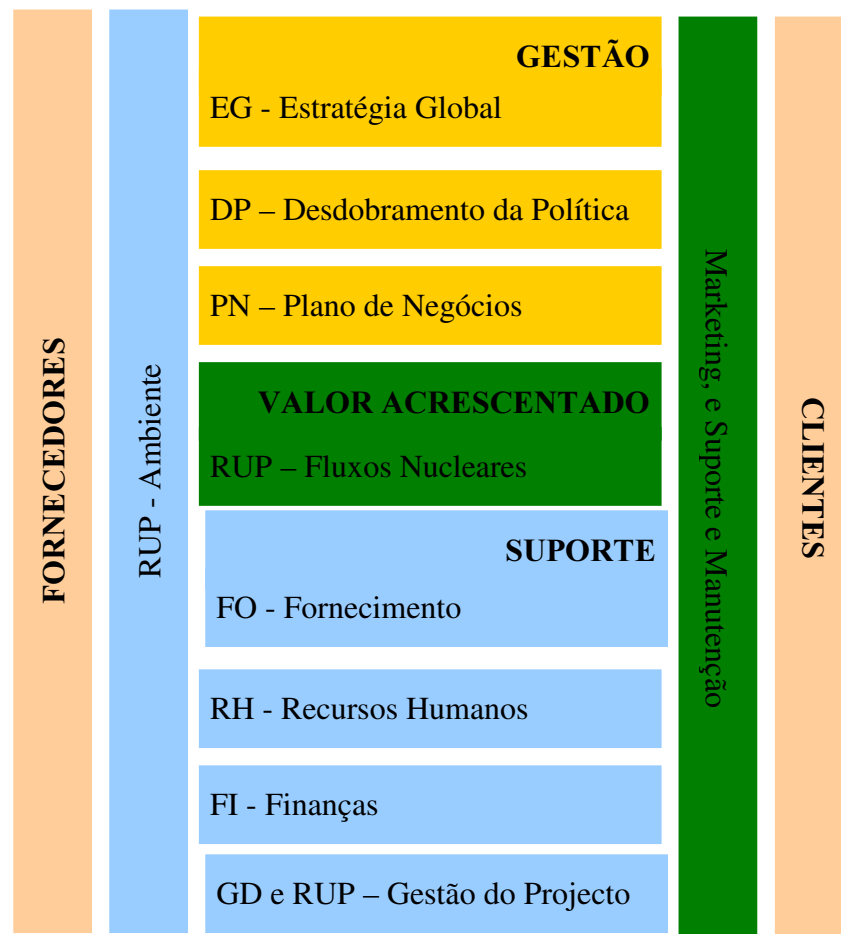 FORNECEDORES
RUP - Ambiente
GESTÃO
EG - Estratégia Global
DP – Desdobramento da Política
PN – Plano de Negócios
VALOR ACRESCENTADO
RUP – Fluxos Nucleares
SUPORTE
FO - Fornecimento
RH - Recursos Humanos
FI - Finanças
GD e RUP – Gestão do Projecto
Marketing, e Suporte e Manutenção
CLIENTES